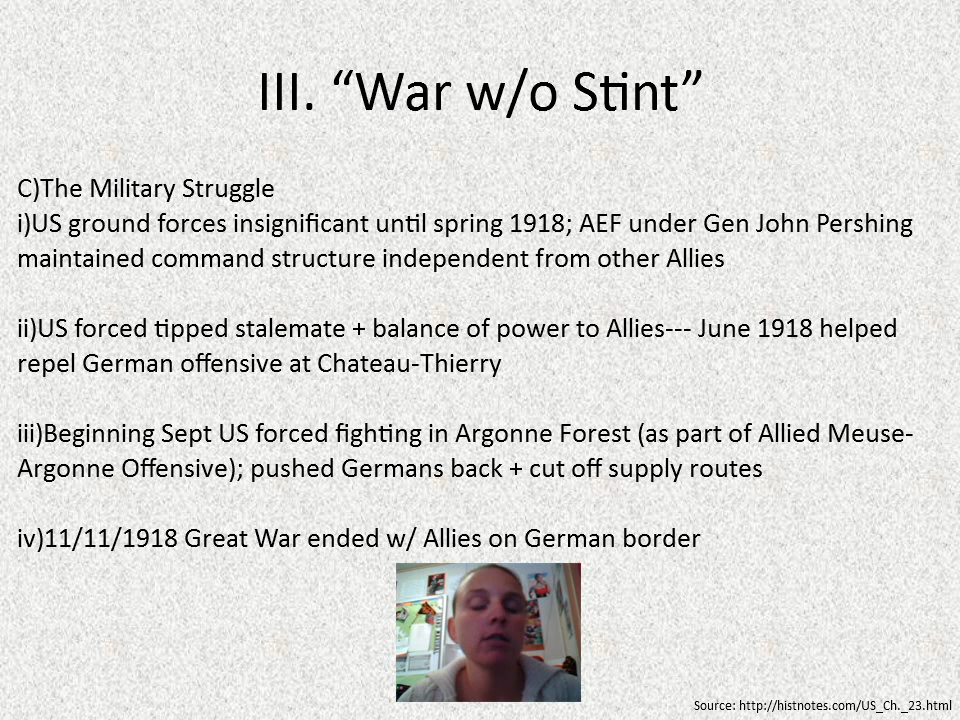 III. “War w/o Stint”
C)The Military Struggle
i)US ground forces insignificant until spring 1918; AEF under Gen John Pershing
maintained command structure independent from other Allies
ii)US forced tipped stalemate + balance of power to Allies--- June 1918 helped
repel German offensive at Chateau-Thierry
iii)Beginning Sept US forced fighting in Argonne Forest (as part of Allied Meuse-
Argonne Offensive); pushed Germans back + cut off supply routes
iv)11/11/1918 Great War ended w/ Allies on German border
Source: http://histnotes.com/US_Ch._23.html